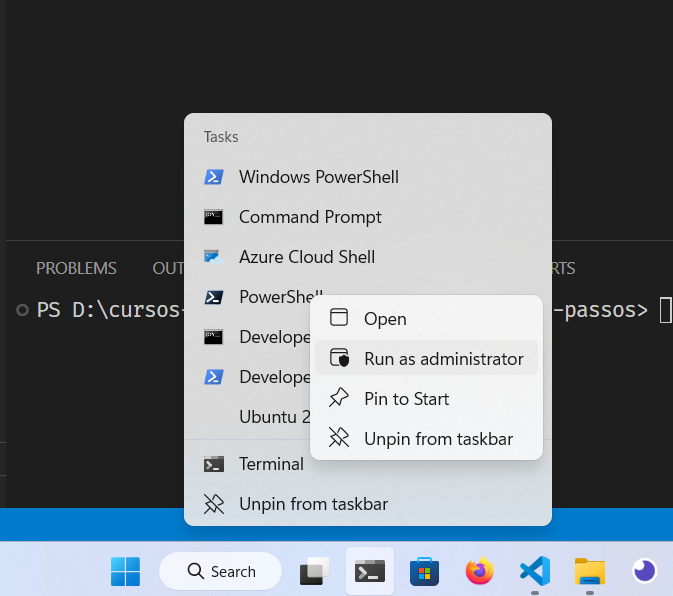 Tasks
Windows PowerShell
Command Prompt
Azure Cloud Shell
PowerShell
Develope
Develope
Ubuntu 2
Terminal
Unpin from taskbar
Open
Run as administrator
Pin to Start
Unpin from taskbar
PROBLEMS OUT RTS
PS D:\cursos- -passos>
Search